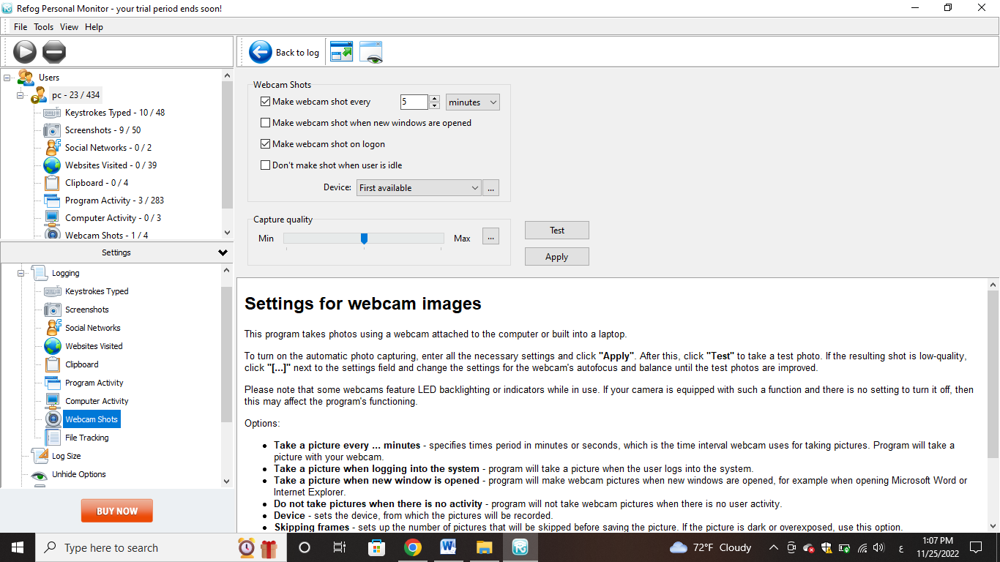 Refog Personal Monitor - your trial period ends soon!
File Tools View Help
Back to log
Users
pc - 23 / 434
Keystrokes Typed - 10 / 48
Screenshots - 9 / 50
Social Networks - 0 / 2
Websites Visited - 0 / 39
Clipboard - 0 / 4
Program Activity - 3 / 283
Computer Activity - 0 / 3
Webcam Shots - 1 / 4
Settings
Logging
Keystrokes Typed
Screenshots
Social Networks
Websites Visited
Clipboard
Program Activity
Computer Activity
Webcam Shots
File Tracking
Log Size
Unhide Options
BUY NOW
Webcam Shots
Make webcam shot every 5 minutes
Make webcam shot when new windows are opened
Make webcam shot on logon
Don't make shot when user is idle
Device: First available ...
Capture quality
Min Max ...
Test
Apply
Settings for webcam images
This program takes photos using a webcam attached to the computer or built into a laptop.
To turn on the automatic photo capturing, enter all the necessary settings and click "Apply". After this, click "Test" to take a test photo. If the resulting shot is low-quality,
click "[...]" next to the settings field and change the settings for the webcam's autofocus and balance until the test photos are improved.
Please note that some webcams feature LED backlighting or indicators while in use. If your camera is equipped with such a function and there is no setting to turn it off, then
this may affect the program's functioning.
Options:
Take a picture every ... minutes - specifies times period in minutes or seconds, which is the time interval webcam uses for taking pictures. Program will take a
picture with your webcam.
Take a picture when logging into the system - program will take a picture when the user logs into the system.
Take a picture when new window is opened - program will make webcam pictures when new windows are opened, for example when opening Microsoft Word or
Internet Explorer.
Do not take pictures when there is no activity - program will not take webcam pictures when there is no user activity.
Device - sets the device, from which the pictures will be recorded.
Skipping frames - sets up the number of pictures that will be skipped before saving the picture. If the picture is dark or overexposed, use this option.
Type here to search
72°F Cloudy
ع
1:07 PM
11/25/2022